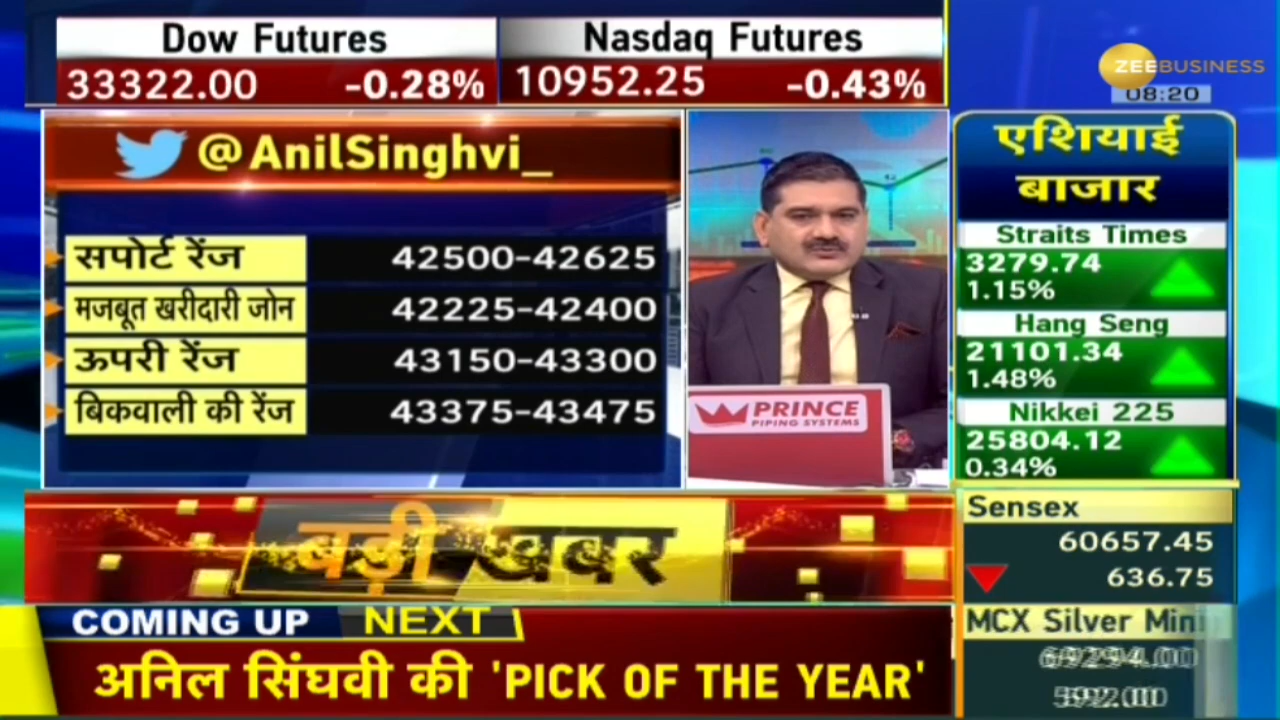 Dow Futures
33322.00 -0.28%
Nasdaq Futures
10952.25 -0.43%
ZEEBUSINESS
08:20
@AnilSinghvi_
सपोर्ट रेंज 42500-42625
मजबूत खरीदारी जोन 42225-42400
ऊपरी रेंज 43150-43300
बिकवाली की रेंज 43375-43475
PRINCE
PIPING SYSTEMS
एशियाई
बाजार
Straits Times
3279.74
1.15%
Hang Seng
21101.34
1.48%
Nikkei 225
25804.12
0.34%
Sensex
60657.45
636.75
MCX Silver Mini
बड़ी खबर
COMING UP NEXT
अनिल सिंघवी की 'PICK OF THE YEAR'